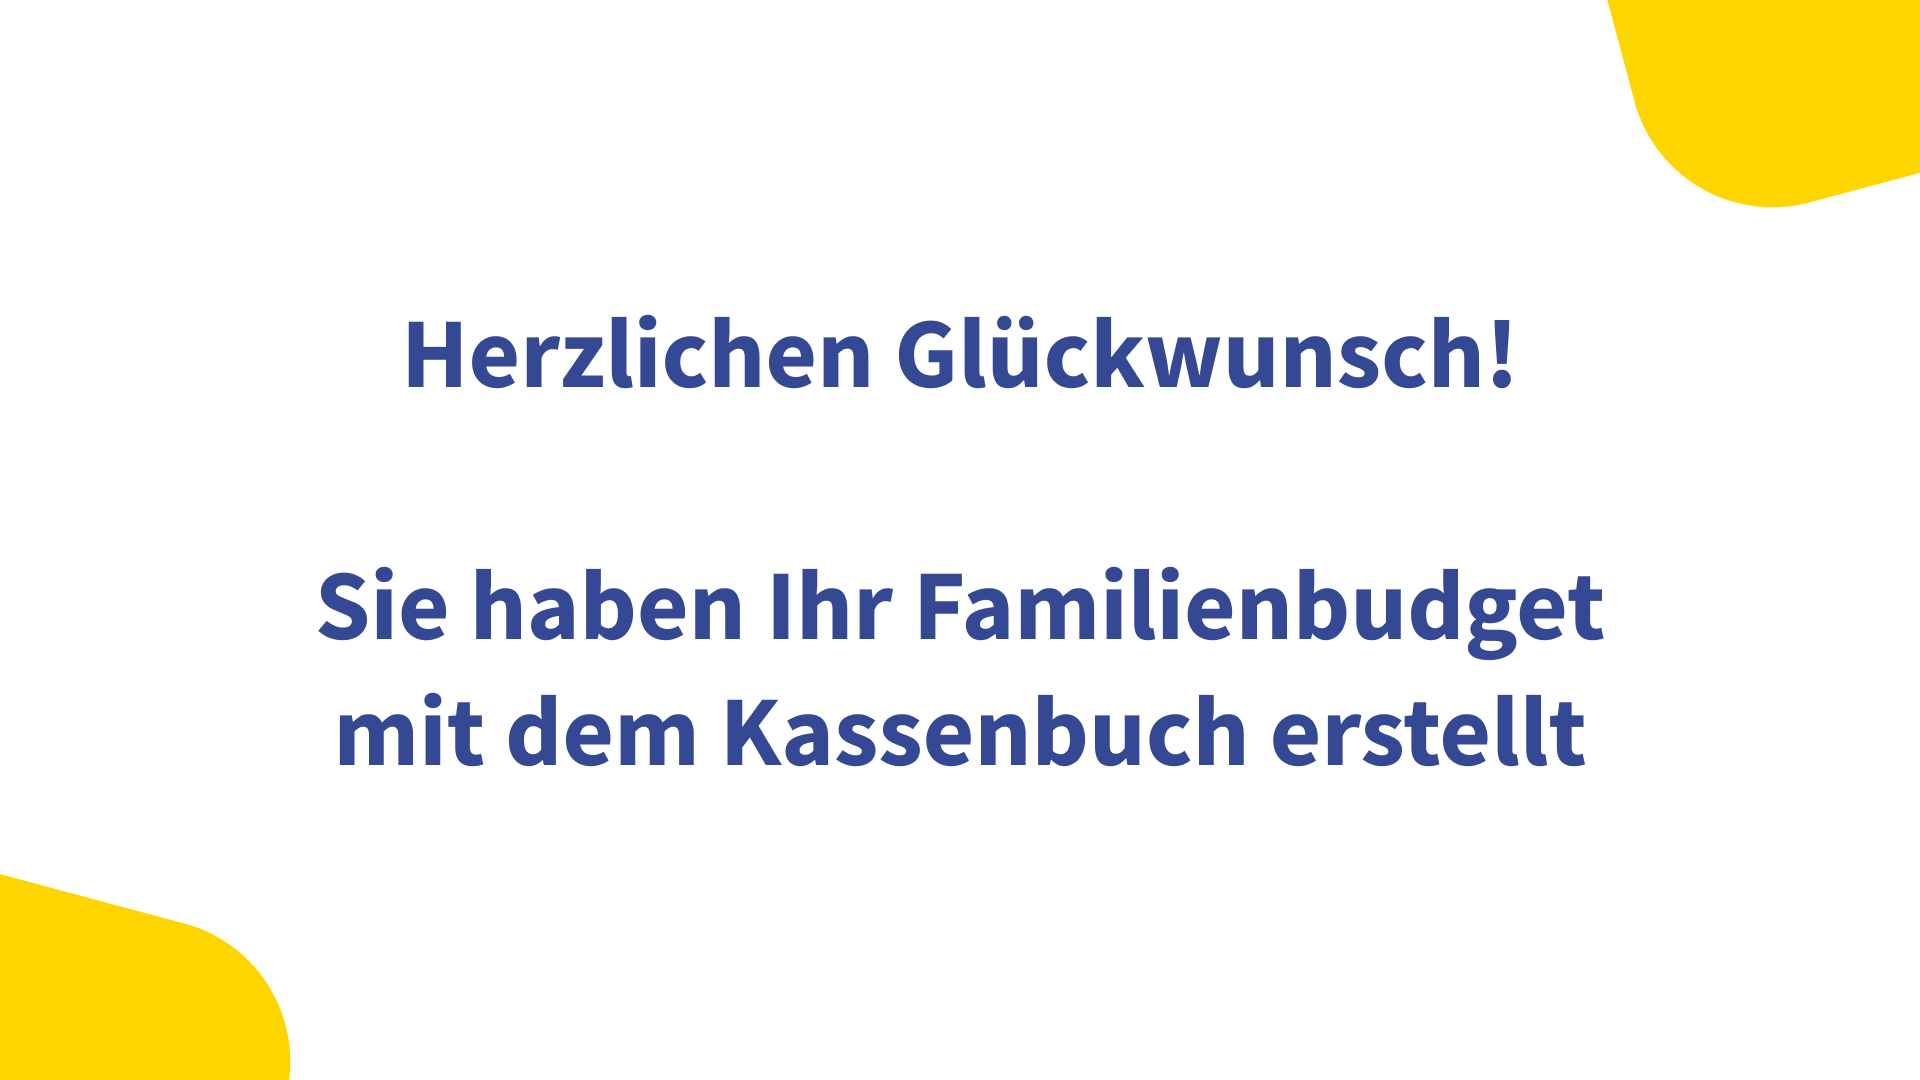 Herzlichen Glückwunsch!
Sie haben Ihr Familienbudget
mit dem Kassenbuch erstellt